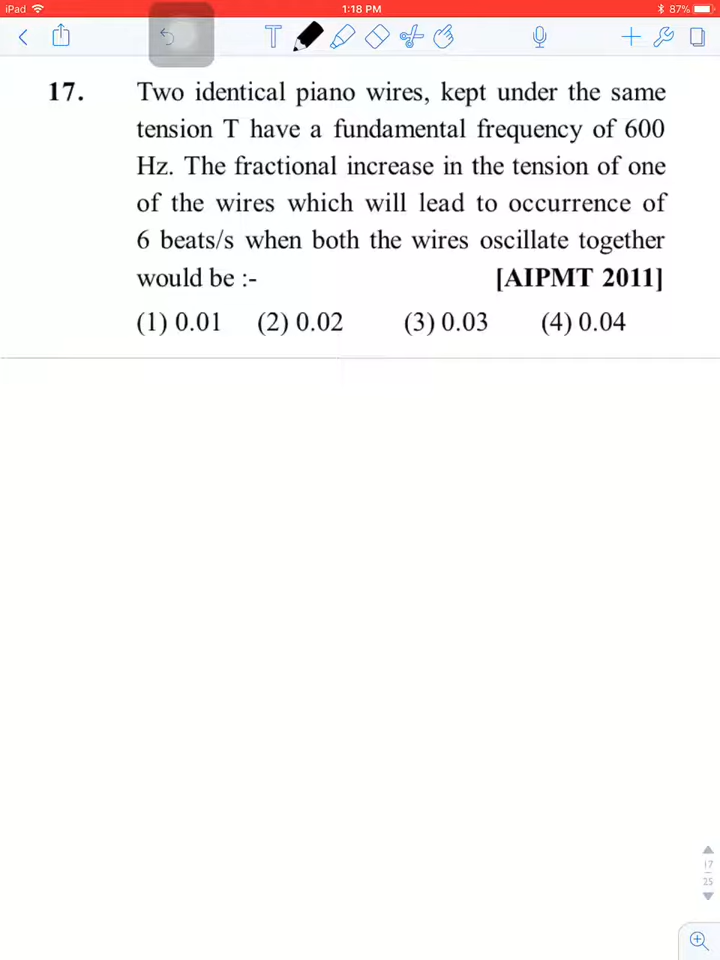 iPad 1:18 PM 87%
T
17. Two identical piano wires, kept under the same
tension T have a fundamental frequency of 600
Hz. The fractional increase in the tension of one
of the wires which will lead to occurrence of
6 beats/s when both the wires oscillate together
would be :- [AIPMT 2011]
(1) 0.01 (2) 0.02 (3) 0.03 (4) 0.04
17
25